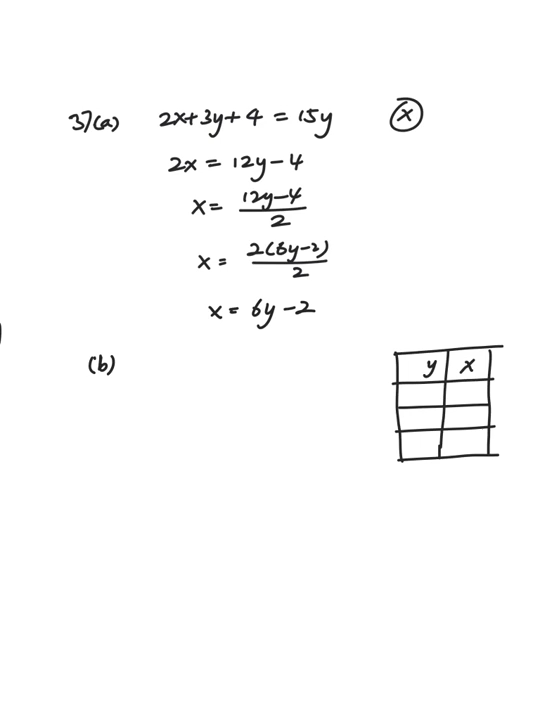 37(a) 2x+3y+4 = 15y (x)
2x = 12y-4
x = 12y-4 / 2
x = 2(6y-2) / 2
x = 6y-2
(b)
y x